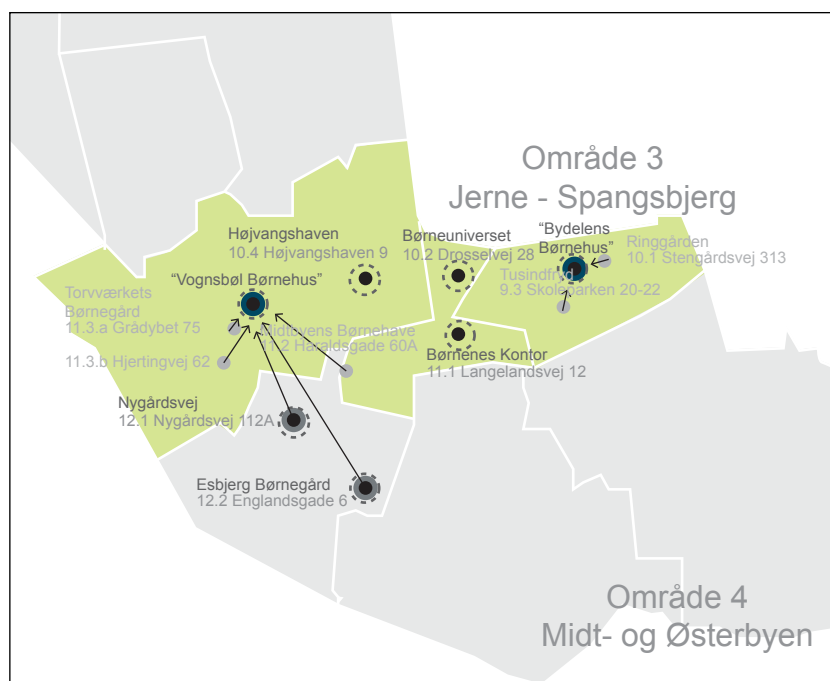 Område 3
Jerne - Spangsbjerg
Højvangshaven
10.4 Højvangshaven 9
Børneuniverset
10.2 Drosselvej 28
“Bydelens
Børnehus”
Ringgården
10.1 Stengårdsvej 313
Tusindfryd
9.3 Skoleparken 20-22
“Vognsbøl Børnehus”
Torvværkets
Børnegård
11.3.a Grådybet 75
Midtbyens Børnehave
11.2 Haraldsgade 60A
11.3.b Hjertingvej 62
Børnenes Kontor
11.1 Langelandsvej 12
Nygårdsvej
12.1 Nygårdsvej 112A
Esbjerg Børnegård
12.2 Englandsgade 6
Område 4
Midt- og Østerbyen